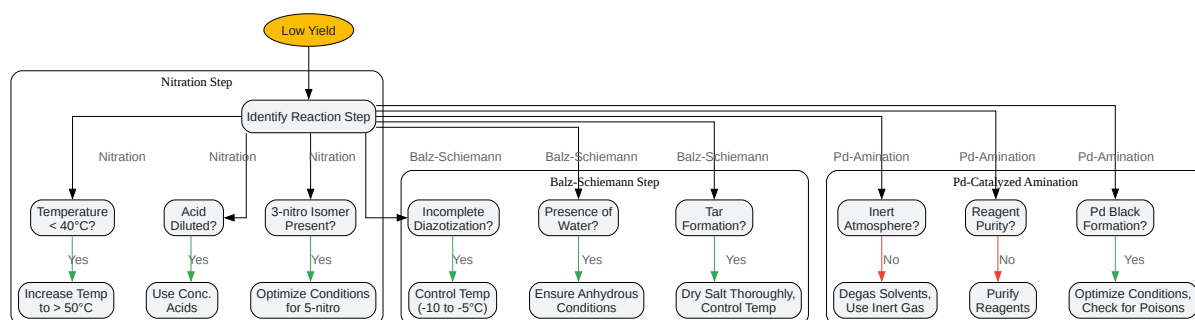 Low Yield
Nitration Step
Identify Reaction Step
Nitration
Nitration
Nitration
Balz-Schiemann
Balz-Schiemann
Balz-Schiemann
Pd-Amination
Pd-Amination
Pd-Amination
Balz-Schiemann Step
Pd-Catalyzed Amination
Temperature
< 40°C?
Acid
Diluted?
3-nitro Isomer
Present?
Incomplete
Diazotization?
Presence of
Water?
Tar
Formation?
Inert
Atmosphere?
Reagent
Purity?
Pd Black
Formation?
Yes
Yes
Yes
Yes
Yes
Yes
No
No
Yes
Increase Temp
to > 50°C
Use Conc.
Acids
Optimize Conditions
for 5-nitro
Control Temp
(-10 to -5°C)
Ensure Anhydrous
Conditions
Dry Salt Thoroughly,
Control Temp
Degas Solvents,
Use Inert Gas
Purify
Reagents
Optimize Conditions,
Check for Poisons